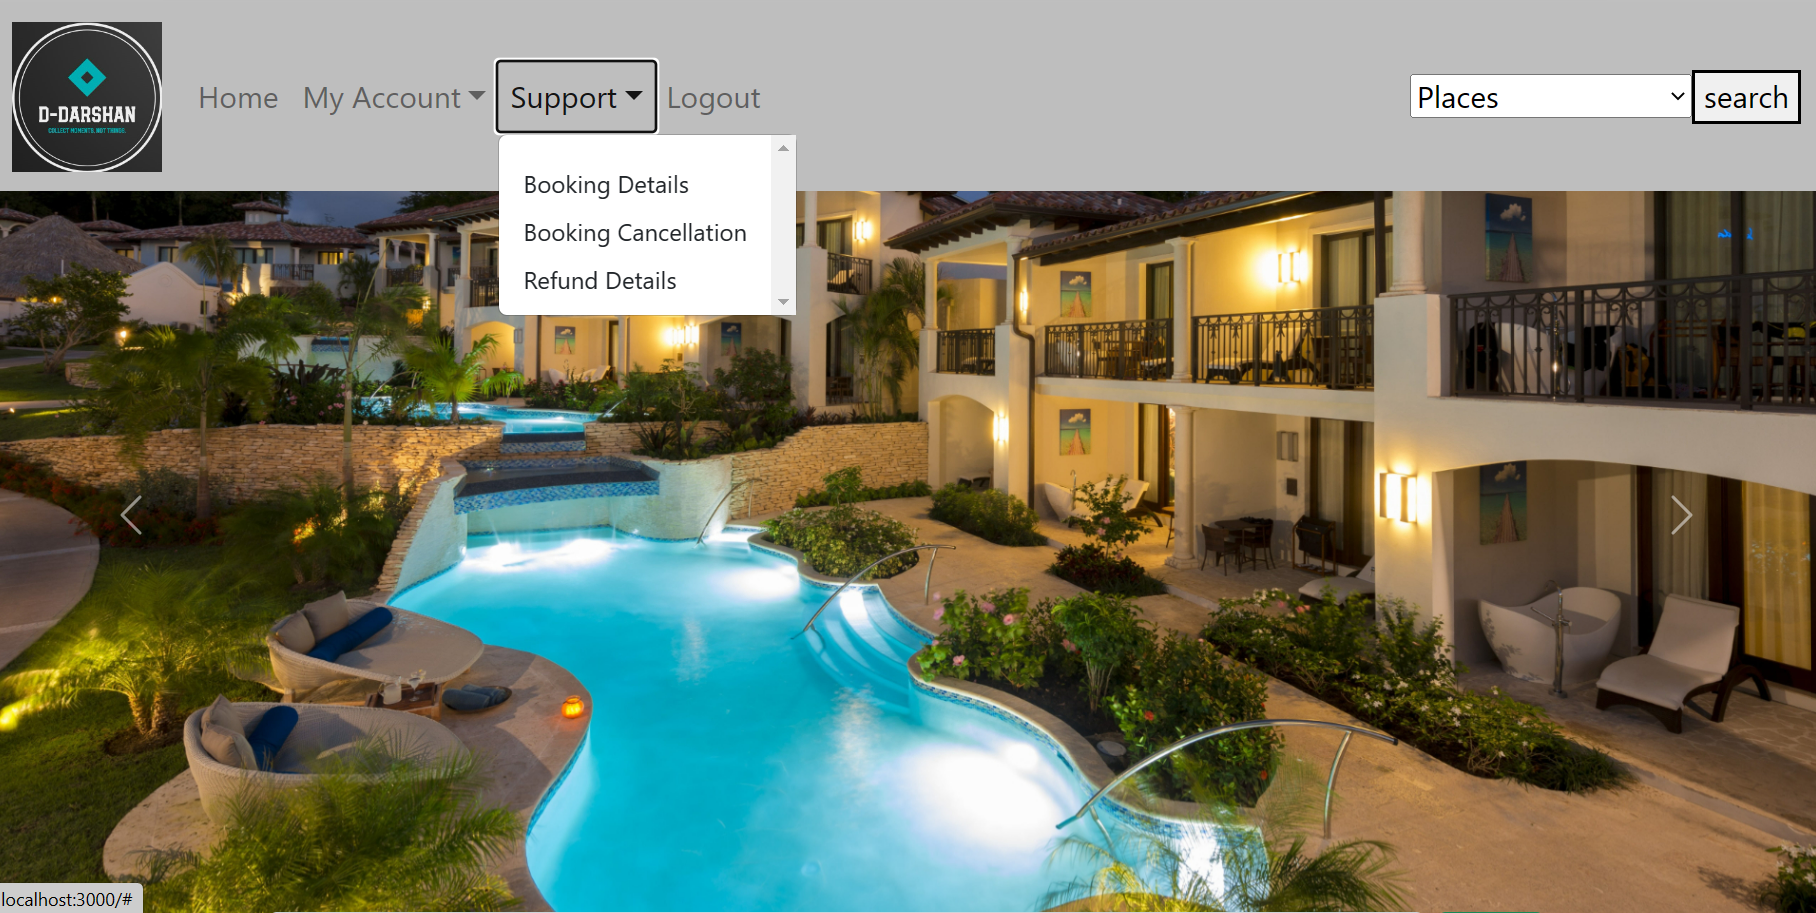 D-DARSHAN
COLLECT MOMENTS, NOT THINGS.
Home
My Account
Support
Logout
Places
search
Booking Details
Booking Cancellation
Refund Details
localhost:3000/#